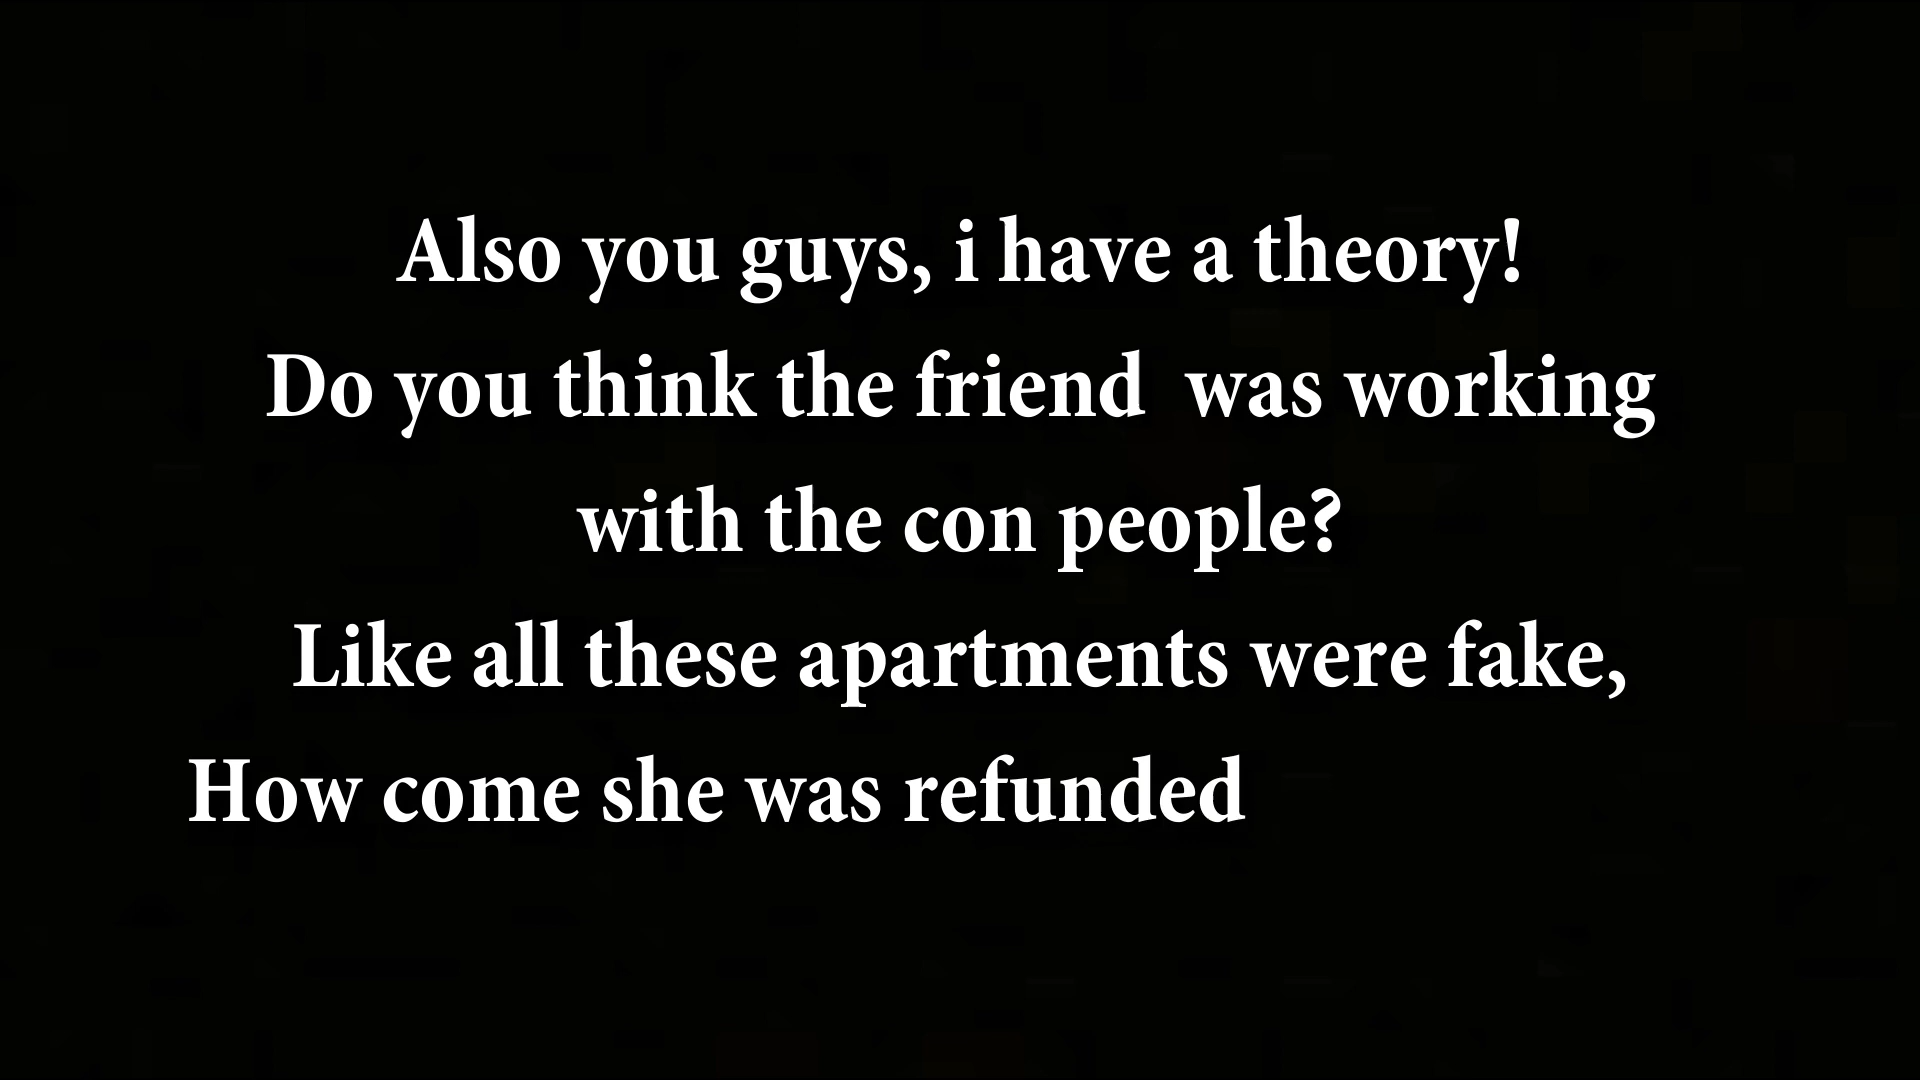 Also you guys, i have a theory!
Do you think the friend  was working
with the con people?
Like all these apartments were fake,
How come she was refunded